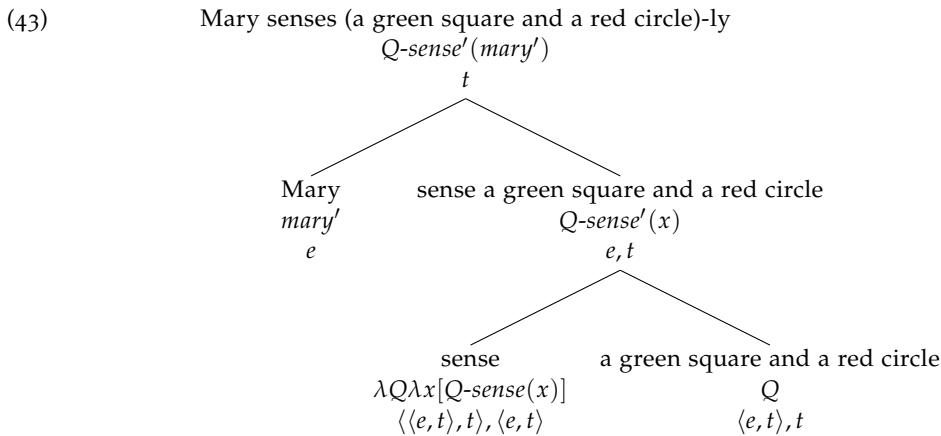 (43) Mary senses (a green square and a red circle)-ly
Q-sense′(mary′)
t
Mary sense a green square and a red circle
mary′ Q-sense′(x)
e e, t
sense a green square and a red circle
λQλx[Q-sense(x)] Q
⟨⟨e, t⟩, t⟩, ⟨e, t⟩ ⟨e, t⟩, t